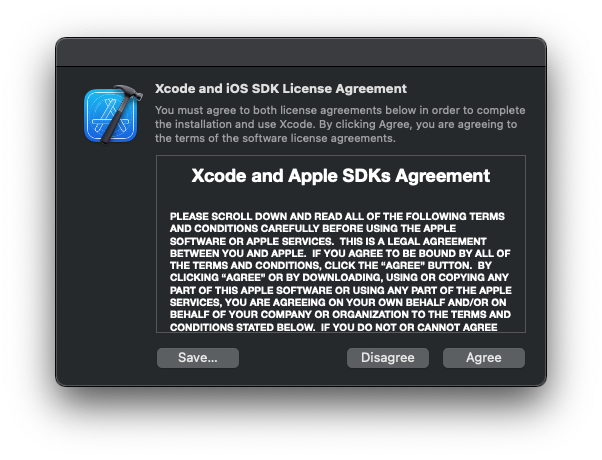 Xcode and iOS SDK License Agreement
You must agree to both license agreements below in order to complete
the installation and use Xcode. By clicking Agree, you are agreeing to
the terms of the software license agreements.
Xcode and Apple SDKs Agreement
PLEASE SCROLL DOWN AND READ ALL OF THE FOLLOWING TERMS
AND CONDITIONS CAREFULLY BEFORE USING THE APPLE
SOFTWARE OR APPLE SERVICES.  THIS IS A LEGAL AGREEMENT
BETWEEN YOU AND APPLE.  IF YOU AGREE TO BE BOUND BY ALL OF
THE TERMS AND CONDITIONS, CLICK THE “AGREE” BUTTON.  BY
CLICKING “AGREE” OR BY DOWNLOADING, USING OR COPYING ANY
PART OF THIS APPLE SOFTWARE OR USING ANY PART OF THE APPLE
SERVICES, YOU ARE AGREEING ON YOUR OWN BEHALF AND/OR ON
BEHALF OF YOUR COMPANY OR ORGANIZATION TO THE TERMS AND
CONDITIONS STATED BELOW.  IF YOU DO NOT OR CANNOT AGREE
Save...
Disagree
Agree